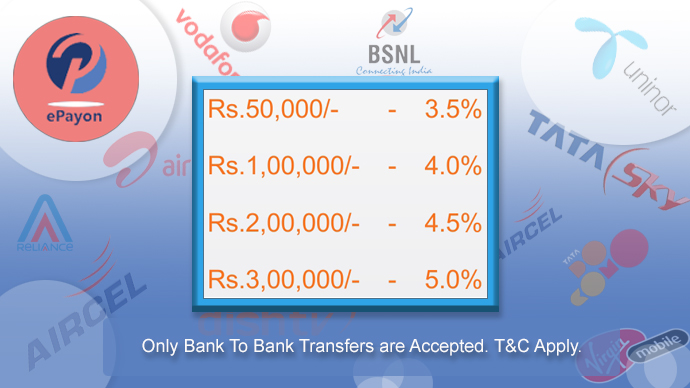 ePayon
vodafo
BSNL
Connecting India
uninor
TATA
sky
air
Rs.50,000/- - 3.5%
Rs.1,00,000/- - 4.0%
Rs.2,00,000/- - 4.5%
Rs.3,00,000/- - 5.0%
RELIANCE
AIRCEL
AIRCEL
TATA
Only Bank To Bank Transfers are Accepted. T&C Apply.
Virgin
mobile